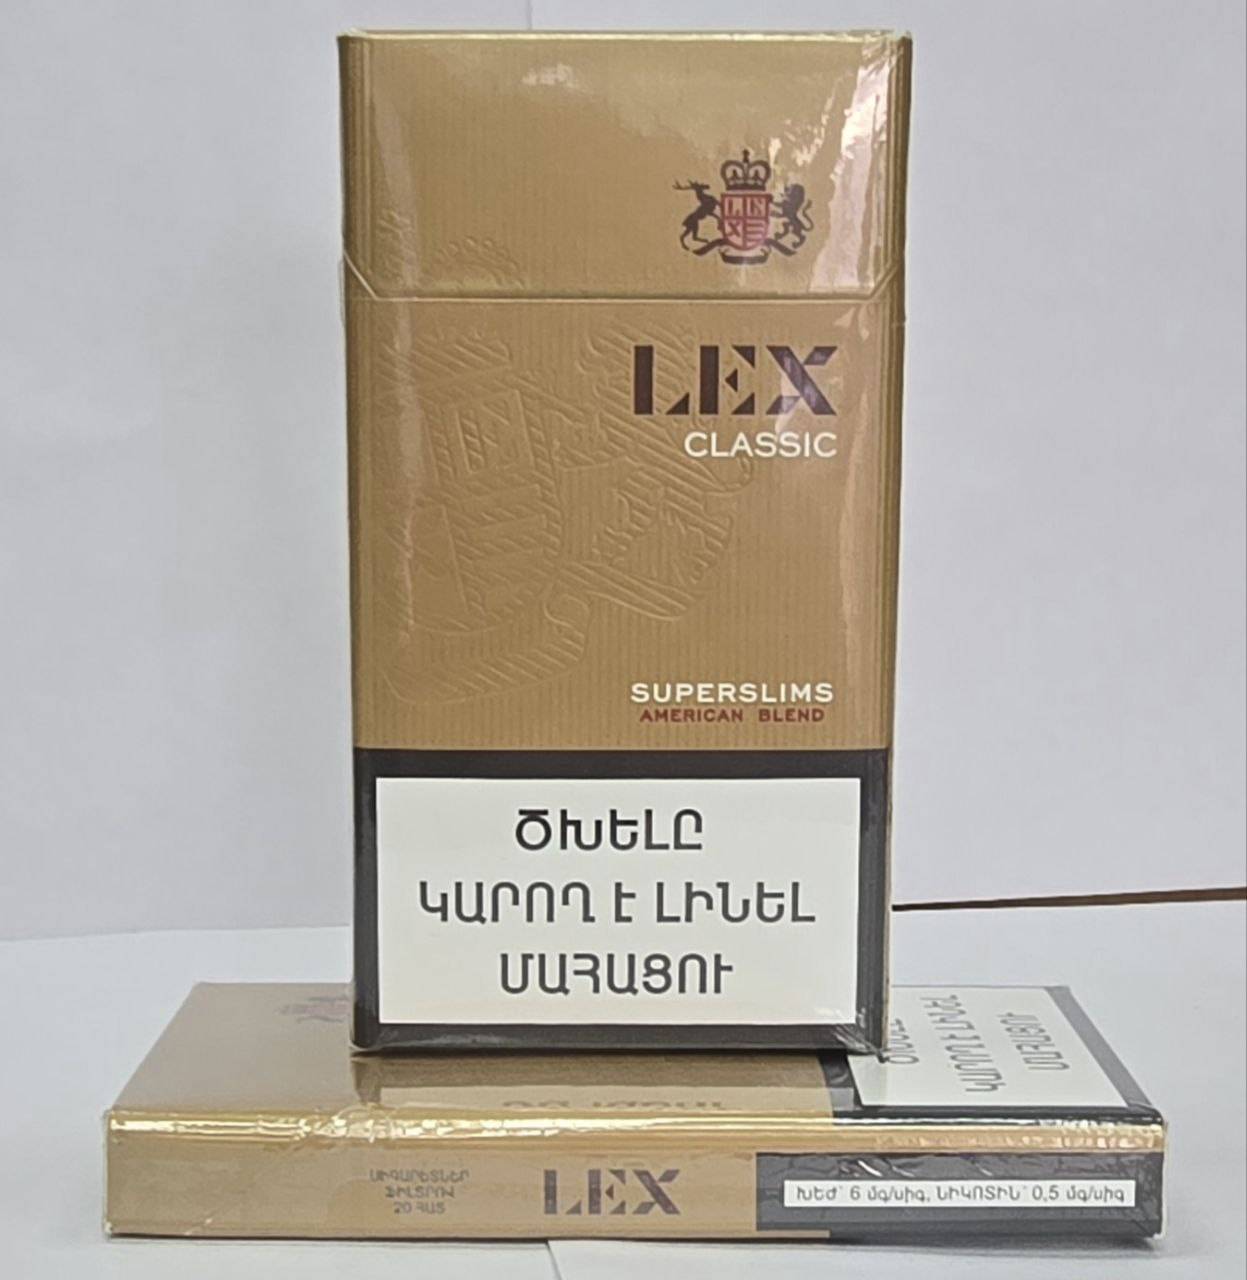 LEX
CLASSIC
SUPERSLIMS
AMERICAN BLEND
ԾԽԵԼԸ
ԿԱՐՈՂ Է ԼԻՆԵԼ
ՄԱՀԱՑՈՒ
ՍԻԳԱՐԵՏՆԵՐ
ՖԻԼՏՐՈՎ
20 ՀԱՏ
LEX
ԽԵԺ՝ 6 մգ/սիգ, ՆԻԿՈՏԻՆ՝ 0,5 մգ/սիգ